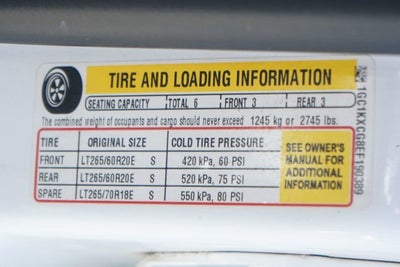 TIRE AND LOADING INFORMATION
SEATING CAPACITY TOTAL 6 FRONT 3 REAR 3
The combined weight of occupants and cargo should never exceed 1245 kg or 2745 lbs.
TIRE ORIGINAL SIZE COLD TIRE PRESSURE
FRONT LT265/60R20E S 420 kPa, 60 PSI
REAR LT265/60R20E S 520 kPa, 75 PSI
SPARE LT265/70R18E S 550 kPa, 80 PSI
SEE OWNER'S
MANUAL FOR
ADDITIONAL
INFORMATION
1GC1KXCG8EF190389